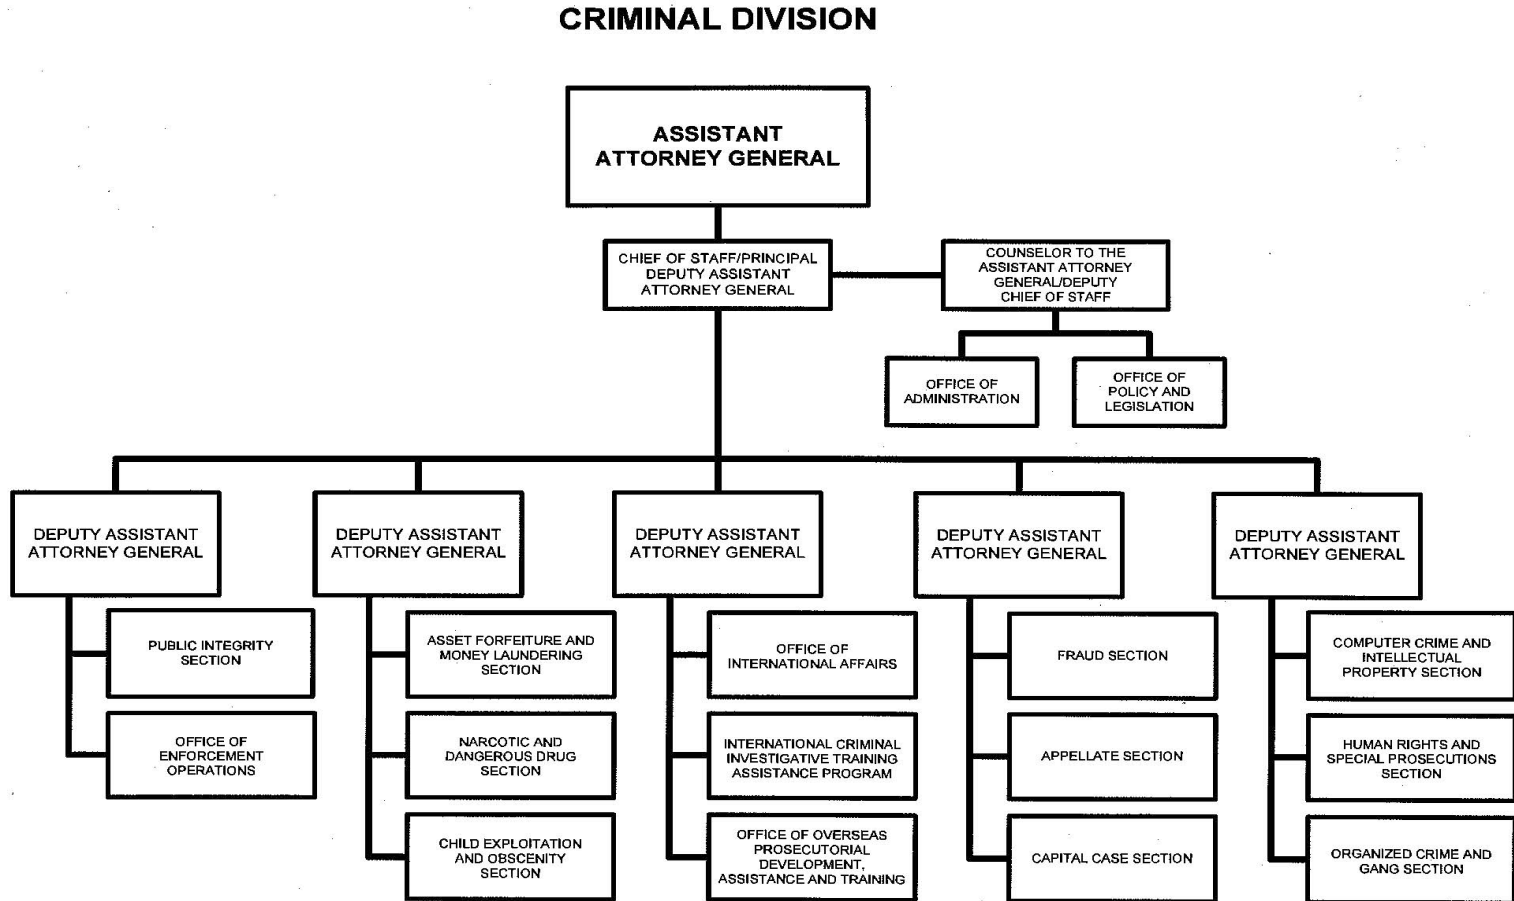 CRIMINAL DIVISION
ASSISTANT
ATTORNEY GENERAL
CHIEF OF STAFF/PRINCIPAL
DEPUTY ASSISTANT
ATTORNEY GENERAL
COUNSELOR TO THE
ASSISTANT ATTORNEY
GENERAL/DEPUTY
CHIEF OF STAFF
OFFICE OF
ADMINISTRATION
OFFICE OF
POLICY AND
LEGISLATION
DEPUTY ASSISTANT
ATTORNEY GENERAL
DEPUTY ASSISTANT
ATTORNEY GENERAL
DEPUTY ASSISTANT
ATTORNEY GENERAL
DEPUTY ASSISTANT
ATTORNEY GENERAL
DEPUTY ASSISTANT
ATTORNEY GENERAL
PUBLIC INTEGRITY
SECTION
ASSET FORFEITURE AND
MONEY LAUNDERING
SECTION
OFFICE OF
INTERNATIONAL AFFAIRS
FRAUD SECTION
COMPUTER CRIME AND
INTELLECTUAL
PROPERTY SECTION
OFFICE OF
ENFORCEMENT
OPERATIONS
NARCOTIC AND
DANGEROUS DRUG
SECTION
INTERNATIONAL CRIMINAL
INVESTIGATIVE TRAINING
ASSISTANCE PROGRAM
APPELLATE SECTION
HUMAN RIGHTS AND
SPECIAL PROSECUTIONS
SECTION
CHILD EXPLOITATION
AND OBSCENITY
SECTION
OFFICE OF OVERSEAS
PROSECUTORIAL
DEVELOPMENT,
ASSISTANCE AND TRAINING
CAPITAL CASE SECTION
ORGANIZED CRIME AND
GANG SECTION